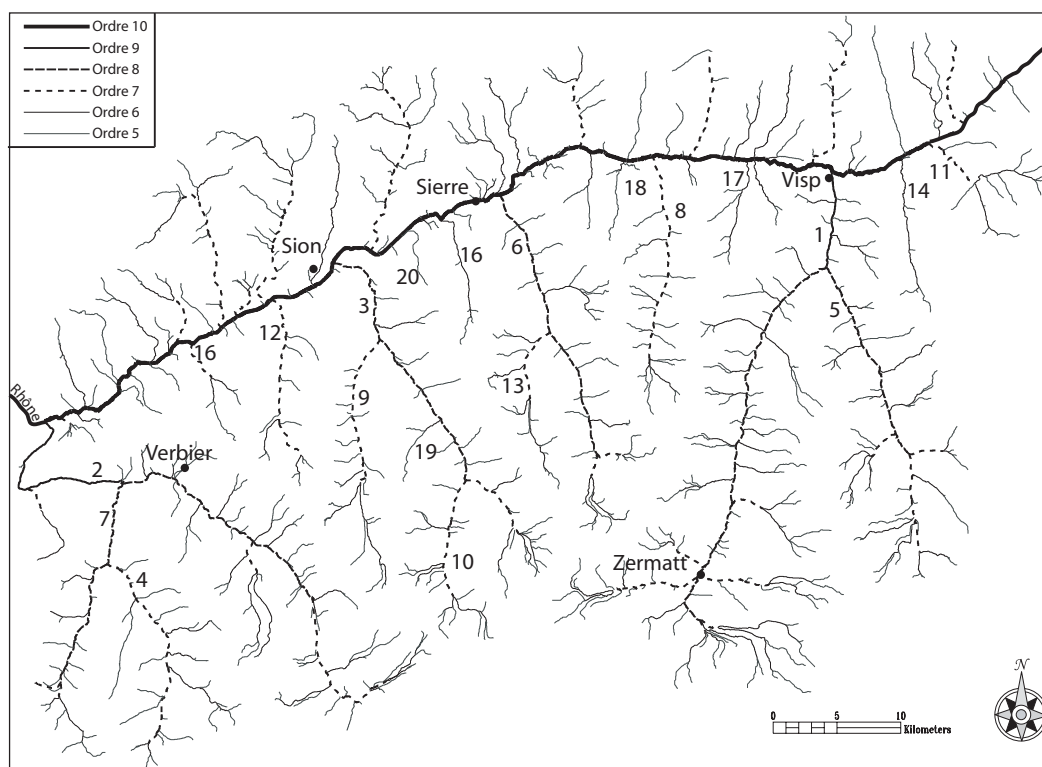 Ordre 10
Ordre 9
Ordre 8
Ordre 7
Ordre 6
Ordre 5
Sierre
18
17
Visp
11
14
8
1
Sion
6
16
20
3
5
12
16
13
9
Rhône
19
2
Verbier
7
10
Zermatt
4
N
0 5 10
Kilometers